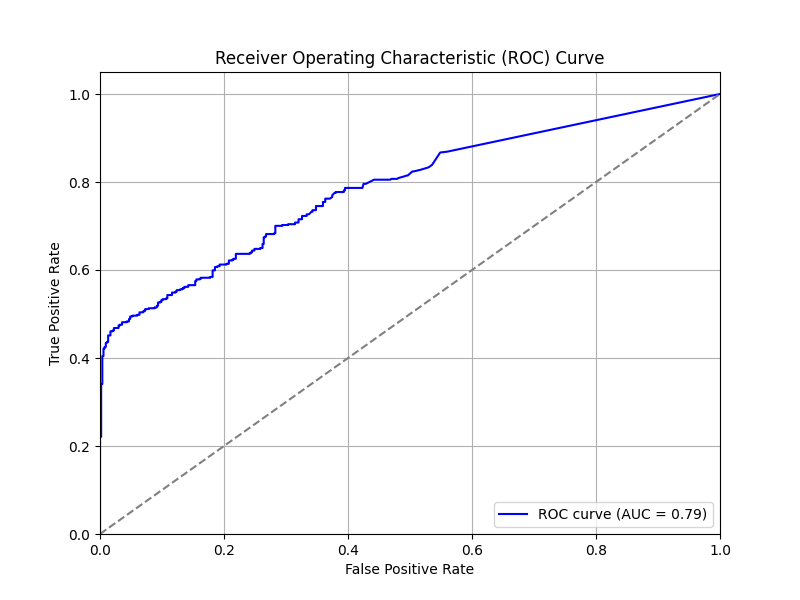 Receiver Operating Characteristic (ROC) Curve
1.0
0.8
0.6
0.4
0.2
0.0
True Positive Rate
ROC curve (AUC = 0.79)
0.0 0.2 0.4 0.6 0.8 1.0
False Positive Rate